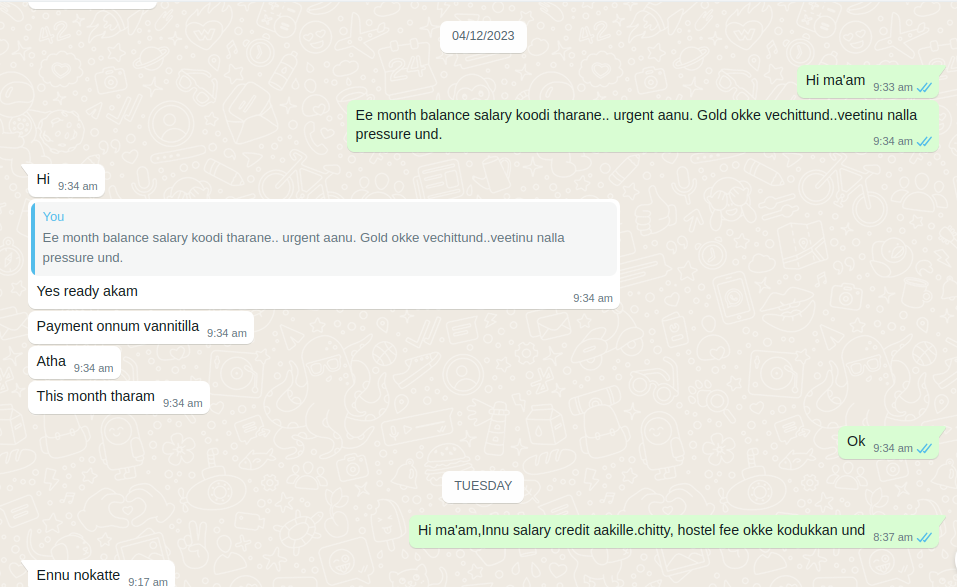 04/12/2023
Hi ma'am 9:33 am
Ee month balance salary koodi tharane.. urgent aanu. Gold okke vechittund..veetinu nalla
pressure und. 9:34 am
Hi 9:34 am
You
Ee month balance salary koodi tharane.. urgent aanu. Gold okke vechittund..veetinu nalla
pressure und.
Yes ready akam 9:34 am
Payment onnum vannitilla 9:34 am
Atha 9:34 am
This month tharam 9:34 am
Ok 9:34 am
TUESDAY
Hi ma'am,Innu salary credit aakille.chitty, hostel fee okke kodukkan und 8:37 am
Ennu nokatte 9:17 am